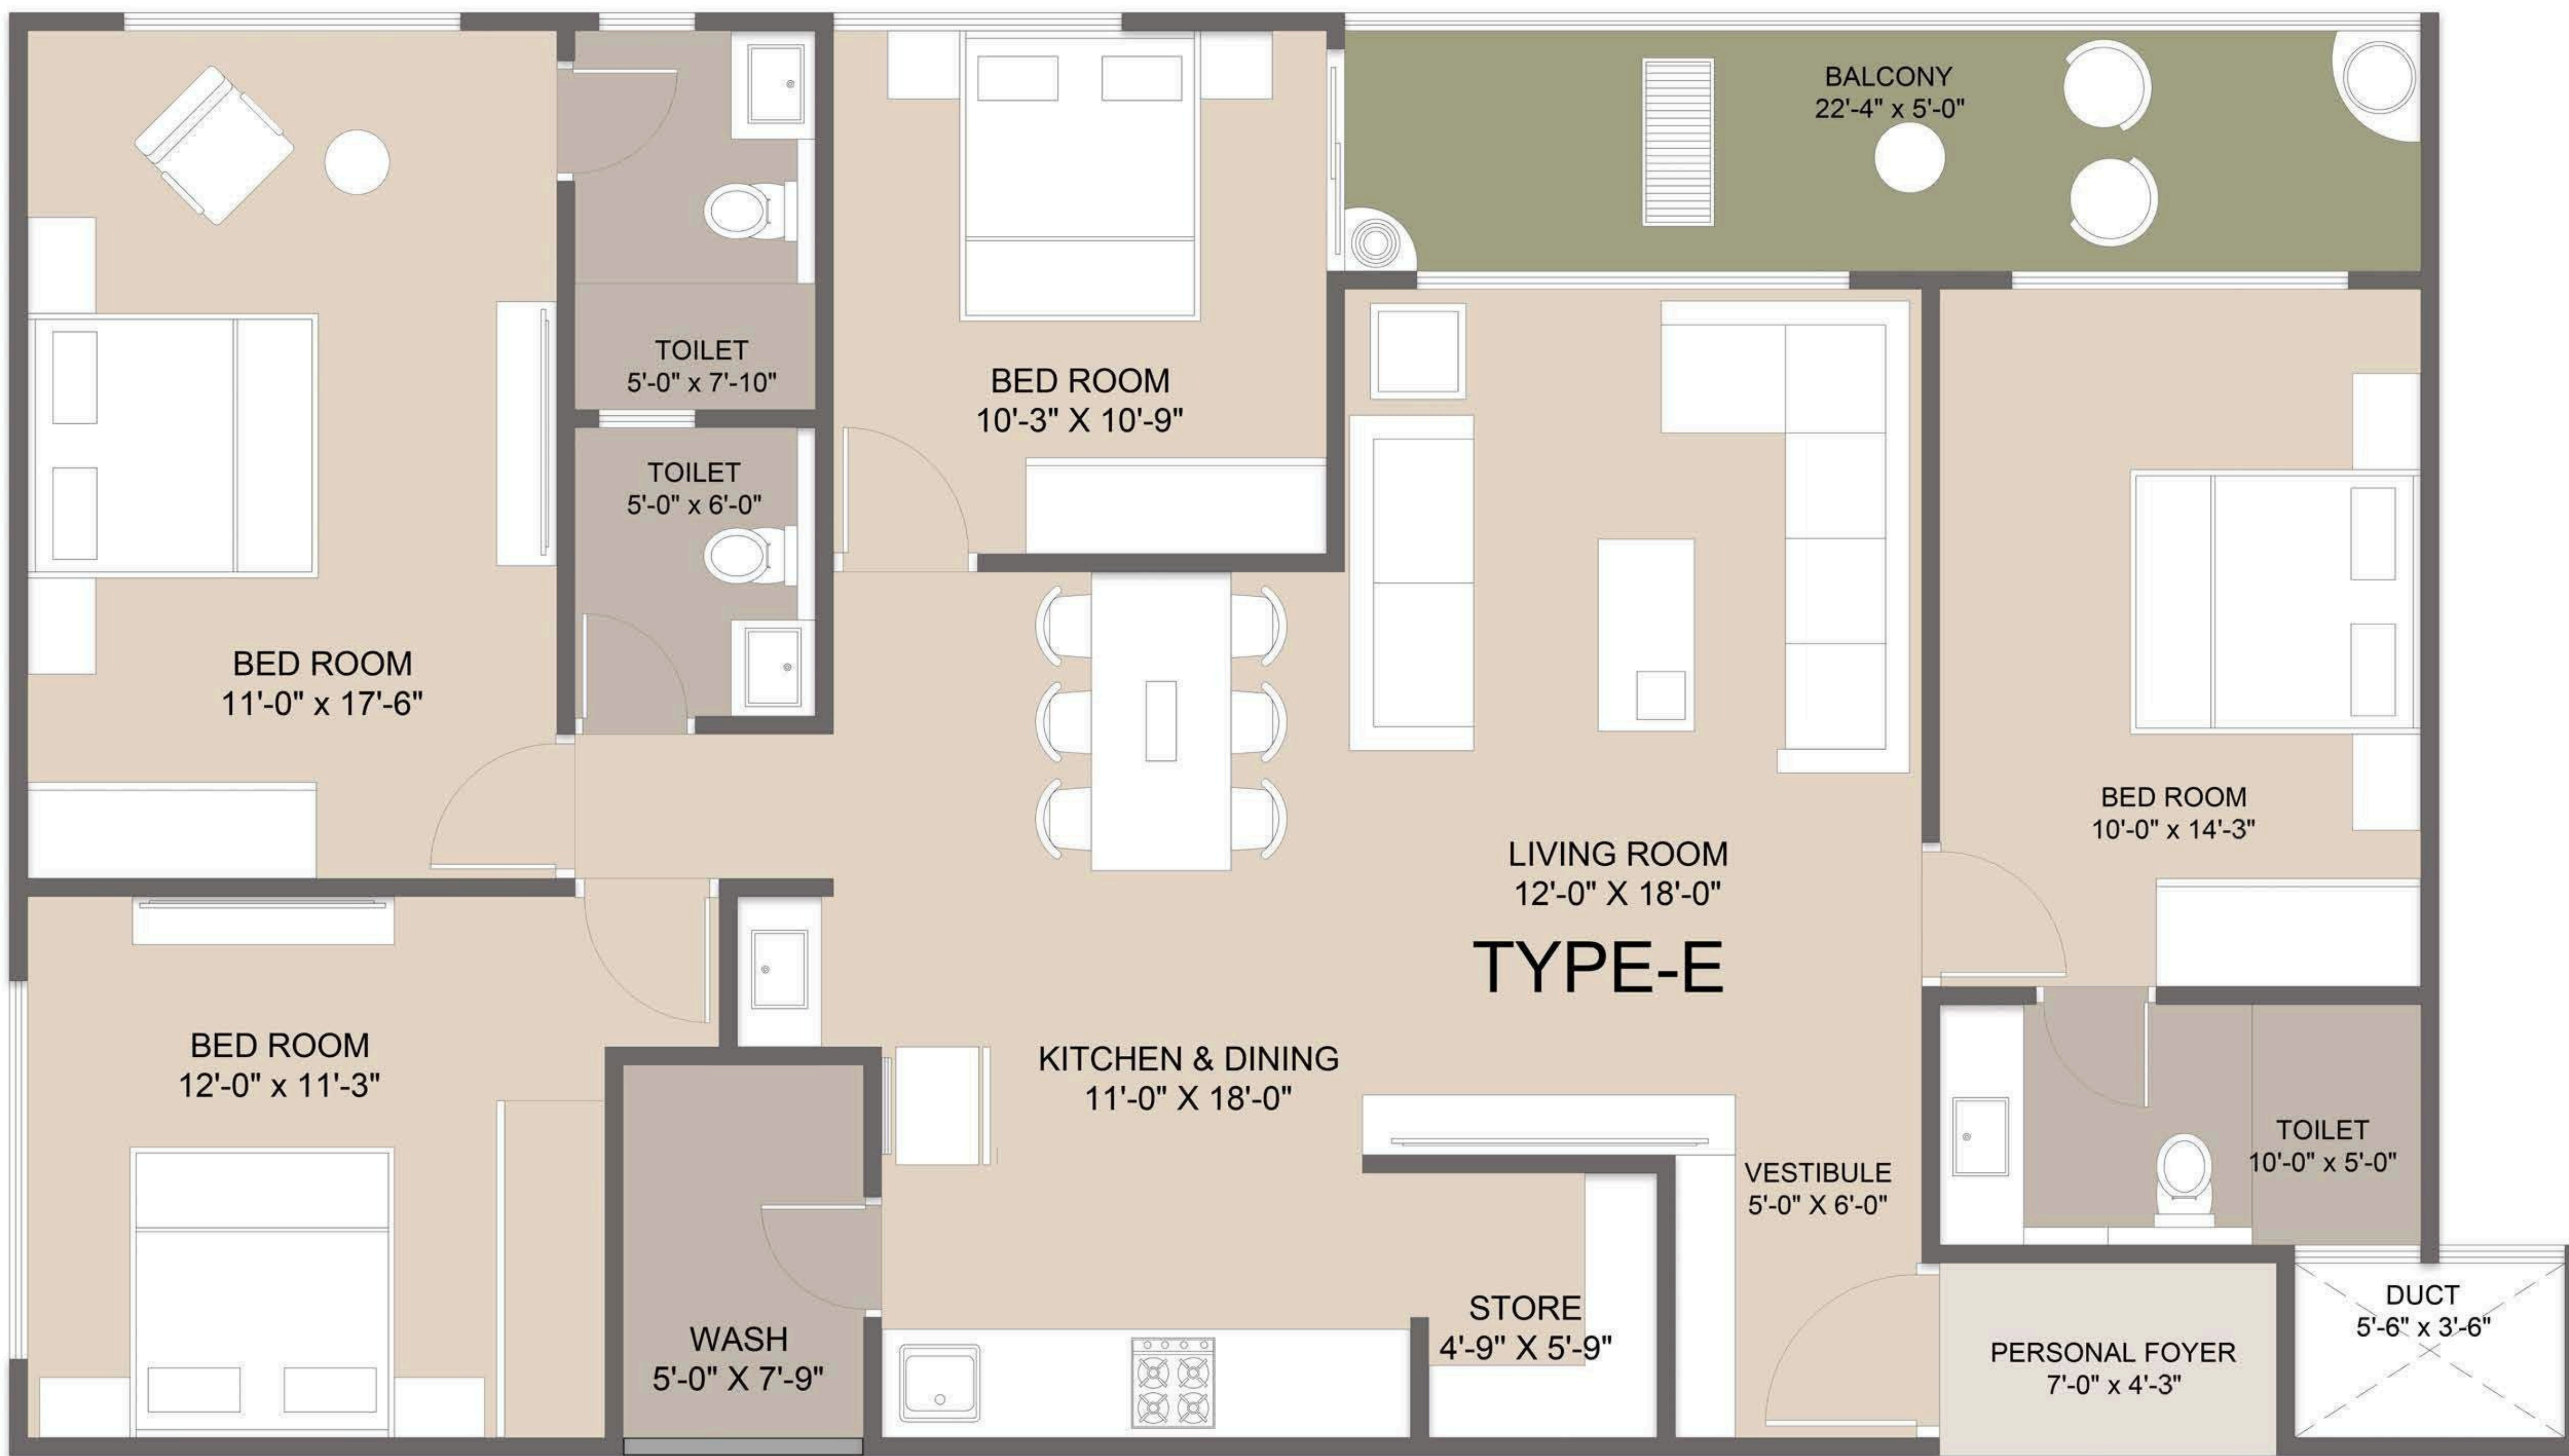 BALCONY
22'-4" x 5'-0"
TOILET
5'-0" x 7'-10"
BED ROOM
10'-3" X 10'-9"
TOILET
5'-0" x 6'-0"
BED ROOM
11'-0" x 17'-6"
BED ROOM
10'-0" x 14'-3"
LIVING ROOM
12'-0" X 18'-0"
TYPE-E
BED ROOM
12'-0" x 11'-3"
KITCHEN & DINING
11'-0" X 18'-0"
TOILET
10'-0" x 5'-0"
VESTIBULE
5'-0" X 6'-0"
WASH
5'-0" X 7'-9"
STORE
4'-9" X 5'-9"
PERSONAL FOYER
7'-0" x 4'-3"
DUCT
5'-6" x 3'-6"